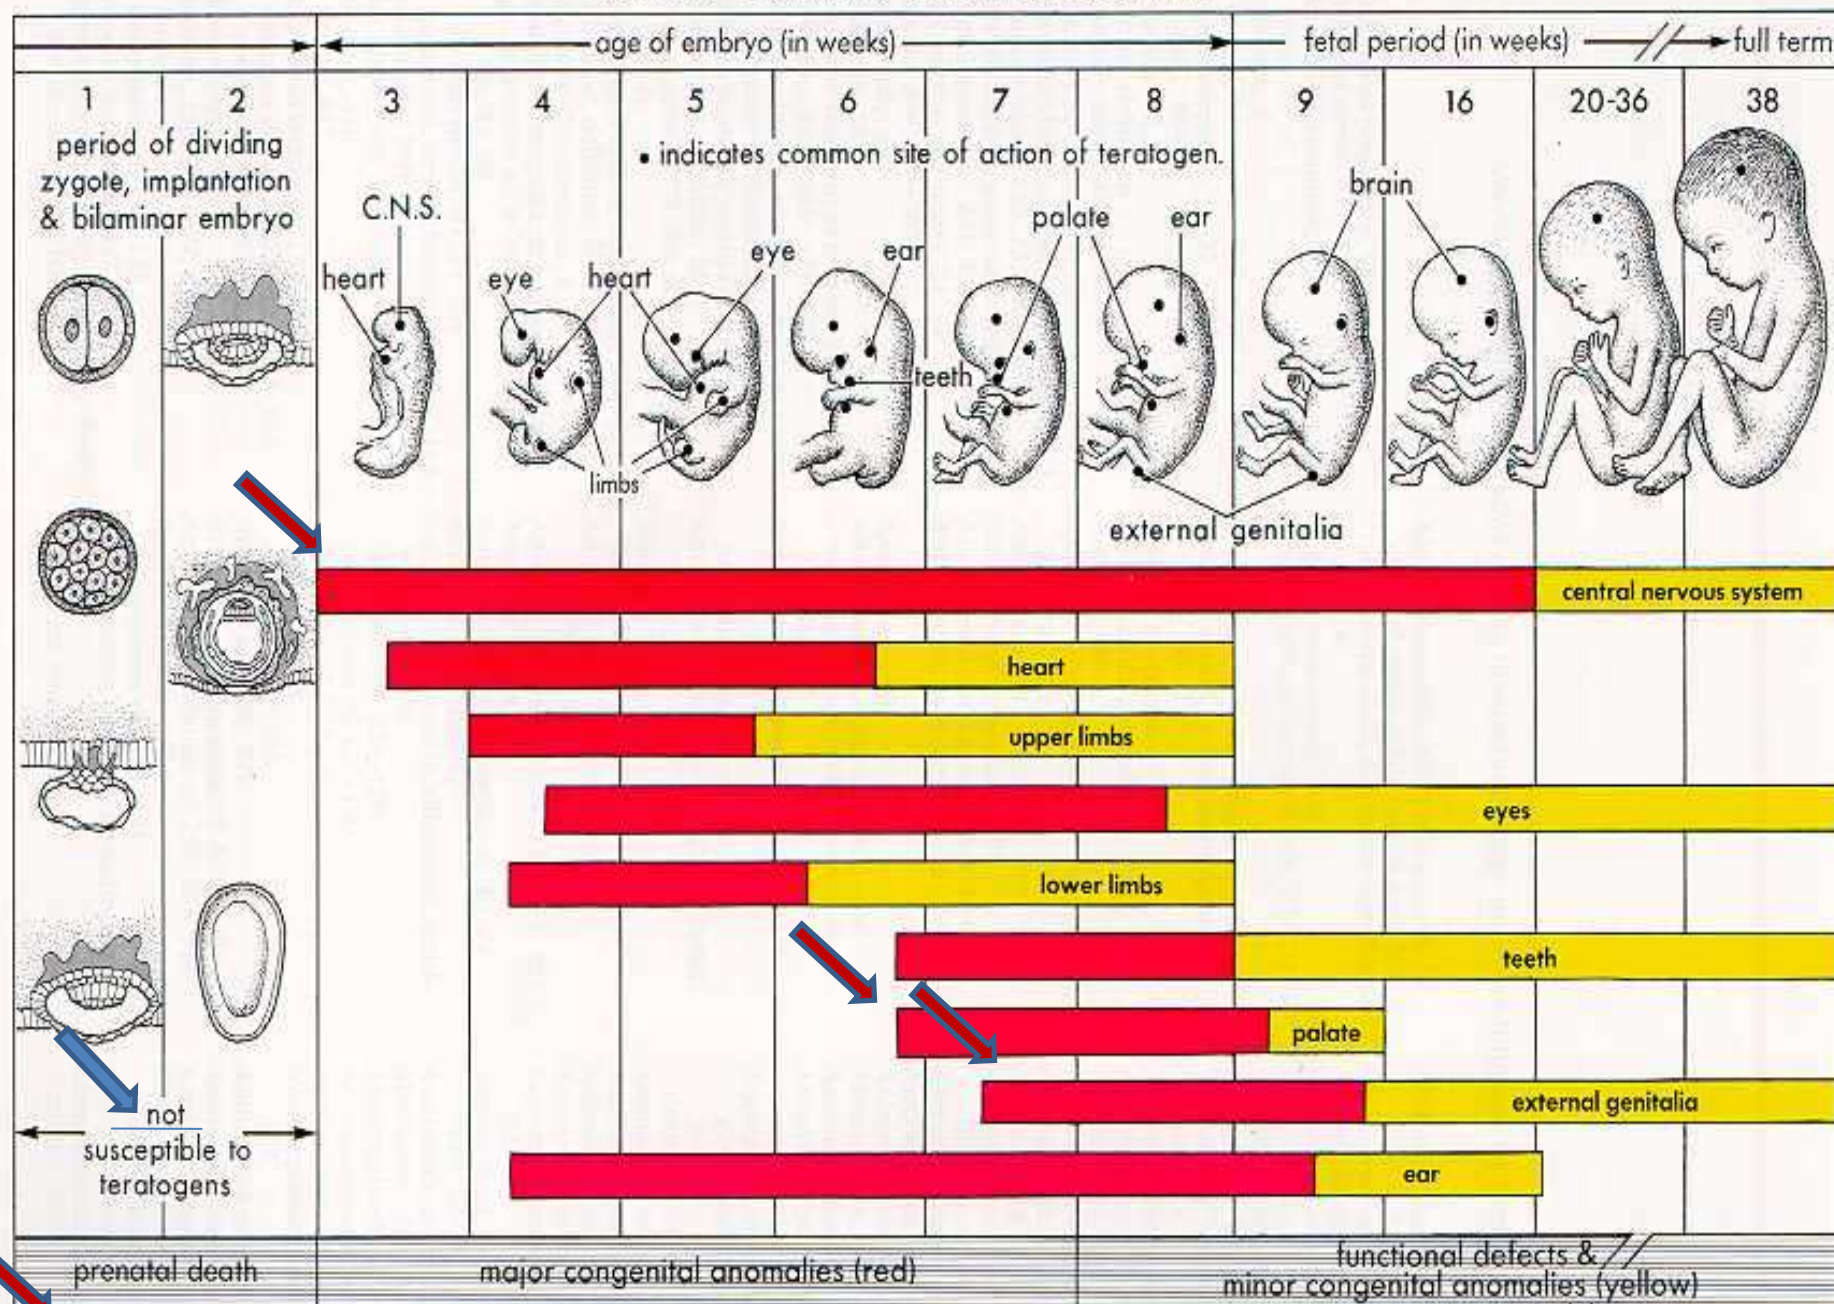 age of embryo (in weeks)
fetal period (in weeks)
full term
1
2
3
4
5
6
7
8
9
16
20-36
38
period of dividing
zygote, implantation
& bilaminar embryo
• indicates common site of action of teratogen.
C.N.S.
heart
eye
heart
eye
ear
palate
ear
brain
teeth
limbs
external genitalia
central nervous system
heart
upper limbs
eyes
lower limbs
teeth
palate
external genitalia
ear
not
susceptible to
teratogens
prenatal death
major congenital anomalies (red)
functional defects &
minor congenital anomalies (yellow)